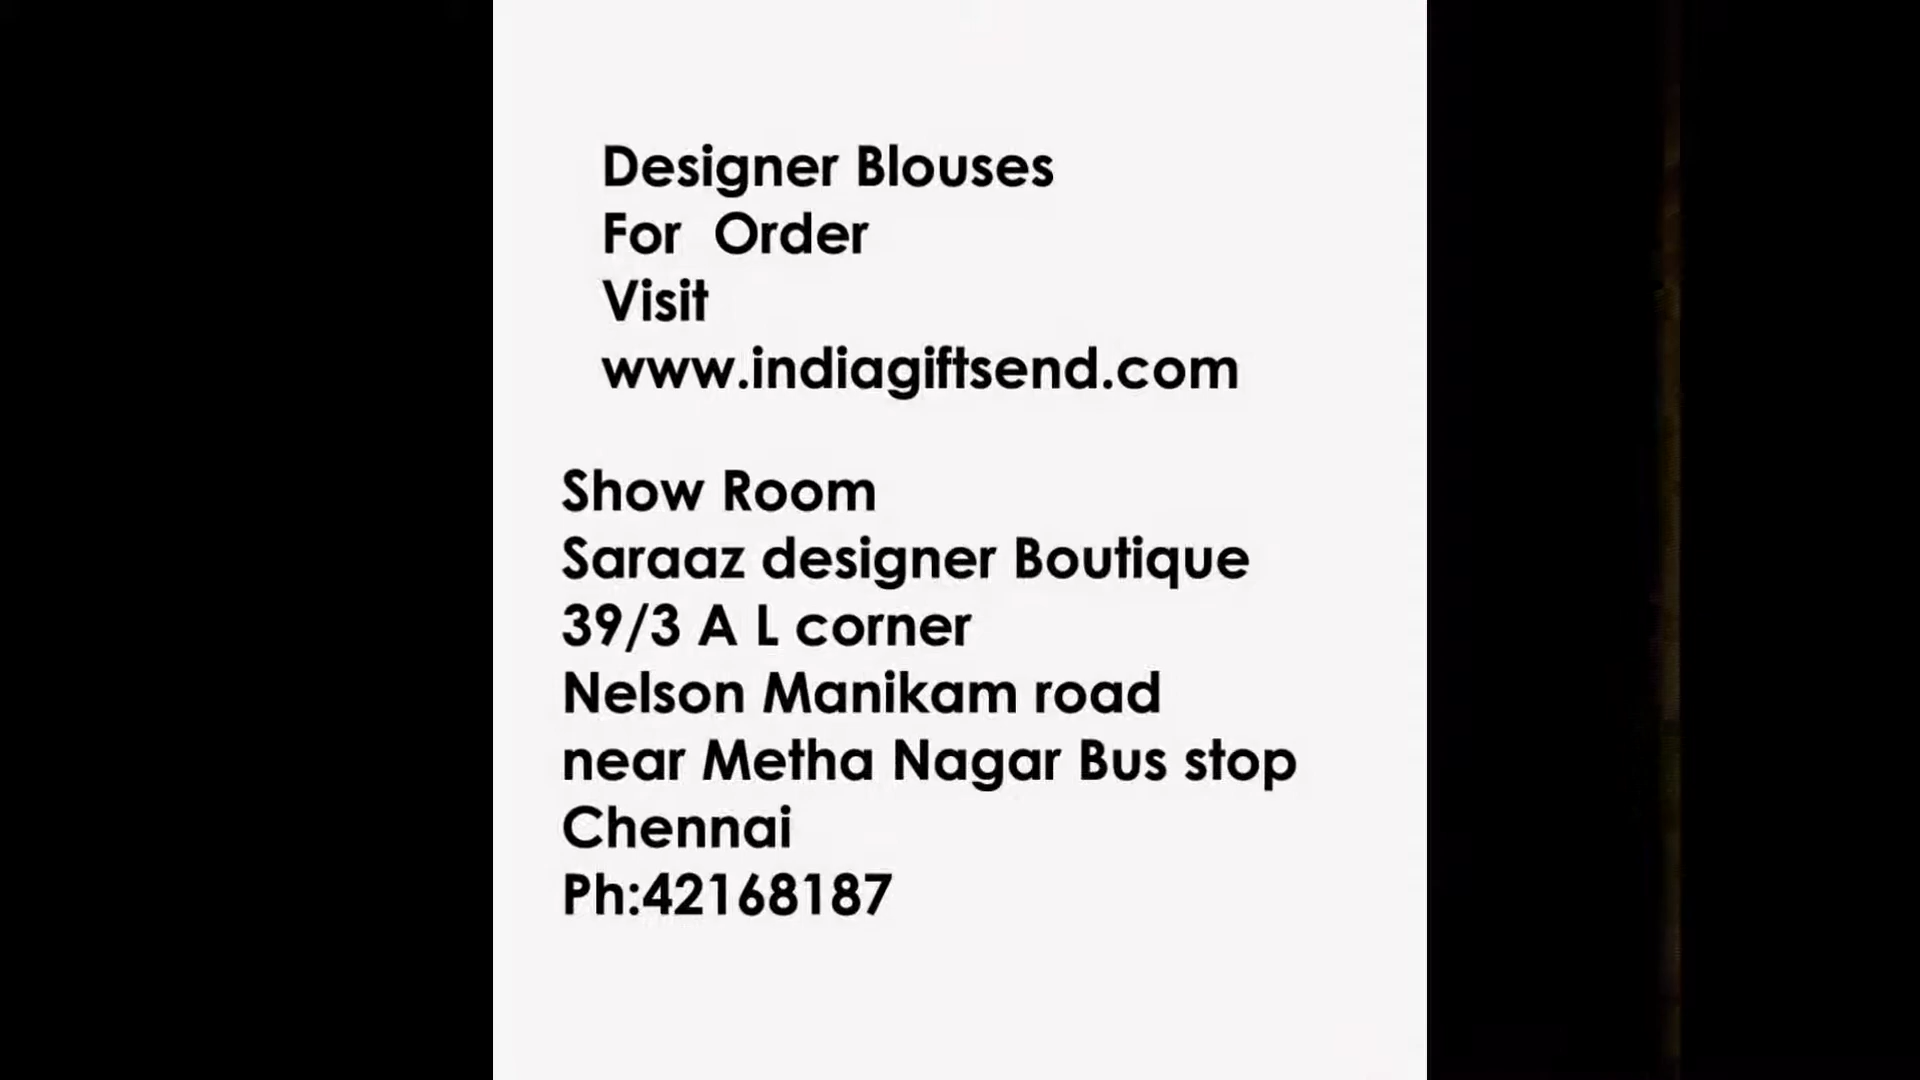 Designer Blouses
For Order
Visit
www.indiagiftsend.com
Show Room
Saraaz designer Boutique
39/3 A L corner
Nelson Manikam road
near Metha Nagar Bus stop
Chennai
Ph:42168187